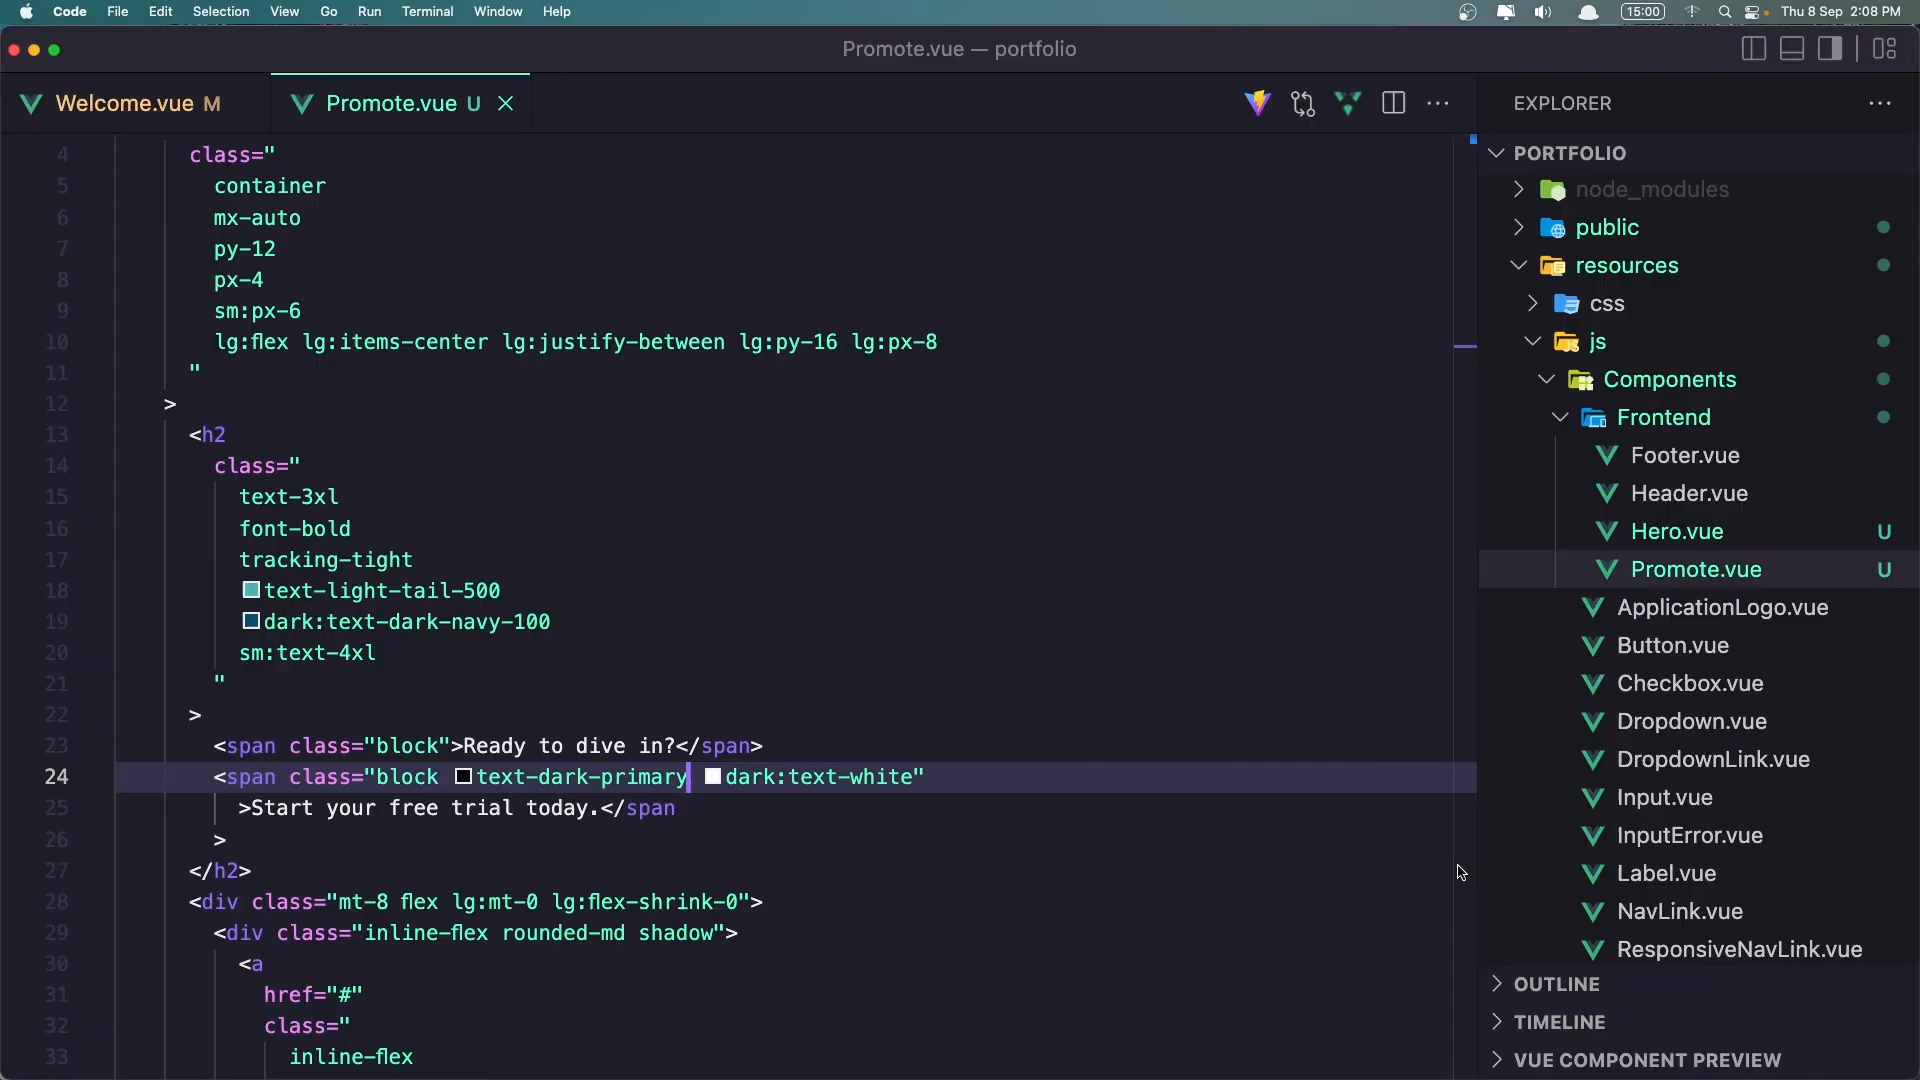 Code File Edit Selection View Go Run Terminal Window Help 15:00 Thu 8 Sep 2:08 PM
Promote.vue — portfolio
Welcome.vue M Promote.vue U
4 class="
5 container
6 mx-auto
7 py-12
8 px-4
9 sm:px-6
10 lg:flex lg:items-center lg:justify-between lg:py-16 lg:px-8
11 "
12 >
13 <h2
14 class="
15 text-3xl
16 font-bold
17 tracking-tight
18 text-light-tail-500
19 dark:text-dark-navy-100
20 sm:text-4xl
21 "
22 >
23 <span class="block">Ready to dive in?</span>
24 <span class="block text-dark-primary dark:text-white"
25 >Start your free trial today.</span
26 >
27 </h2>
28 <div class="mt-8 flex lg:mt-0 lg:flex-shrink-0">
29 <div class="inline-flex rounded-md shadow">
30 <a
31 href="#"
32 class="
33 inline-flex
EXPLORER
PORTFOLIO
node_modules
public
resources
css
js
Components
Frontend
Footer.vue
Header.vue
Hero.vue U
Promote.vue U
ApplicationLogo.vue
Button.vue
Checkbox.vue
Dropdown.vue
DropdownLink.vue
Input.vue
InputError.vue
Label.vue
NavLink.vue
ResponsiveNavLink.vue
OUTLINE
TIMELINE
VUE COMPONENT PREVIEW